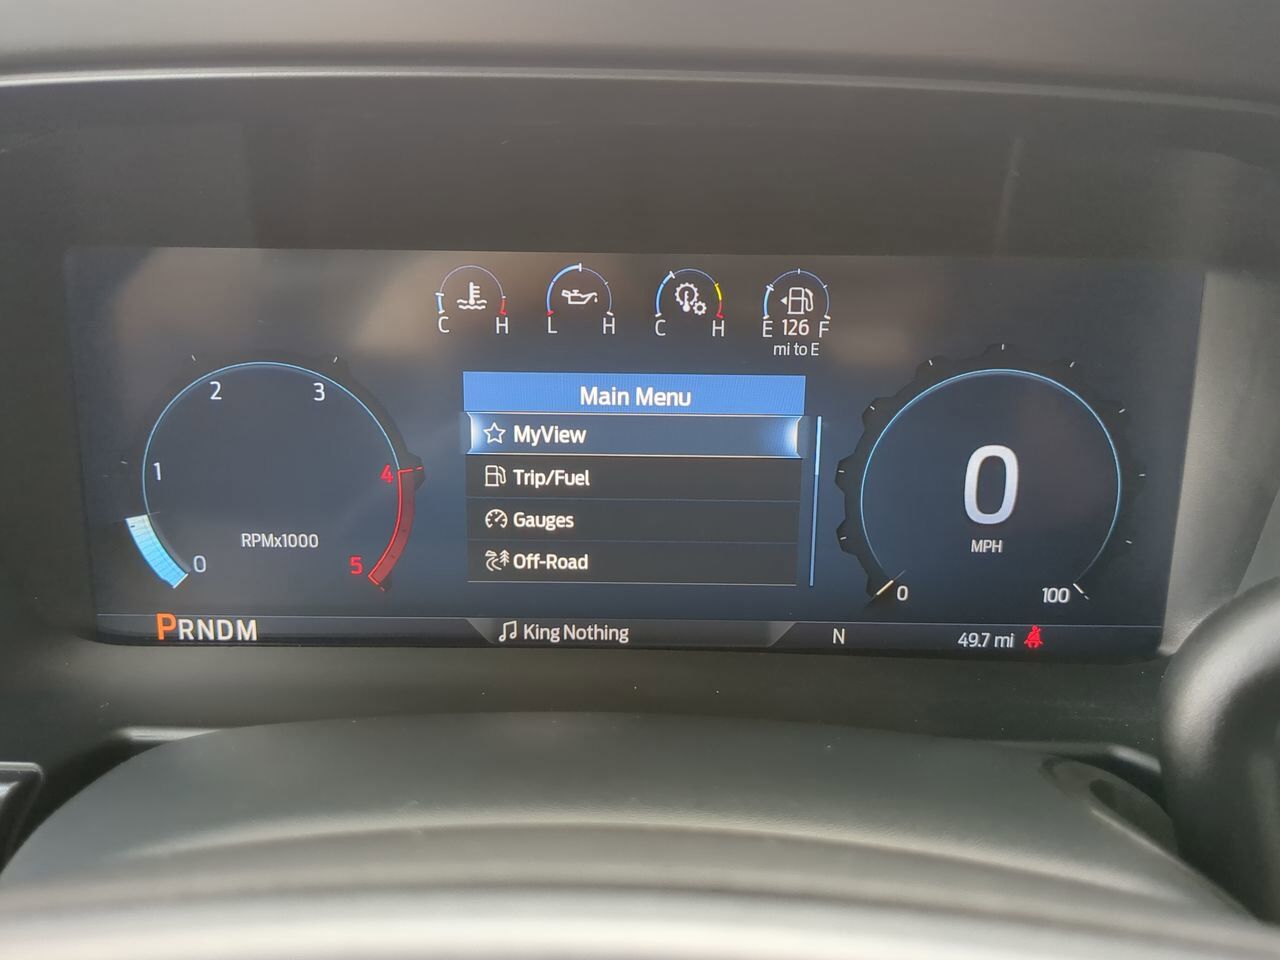 C H
L H
C H
E 126 F
mi to E
Main Menu
MyView
Trip/Fuel
Gauges
Off-Road
0
1
2
3
4
5
RPMx1000
0
MPH
0
100
PRNDM
King Nothing
N
49.7 mi